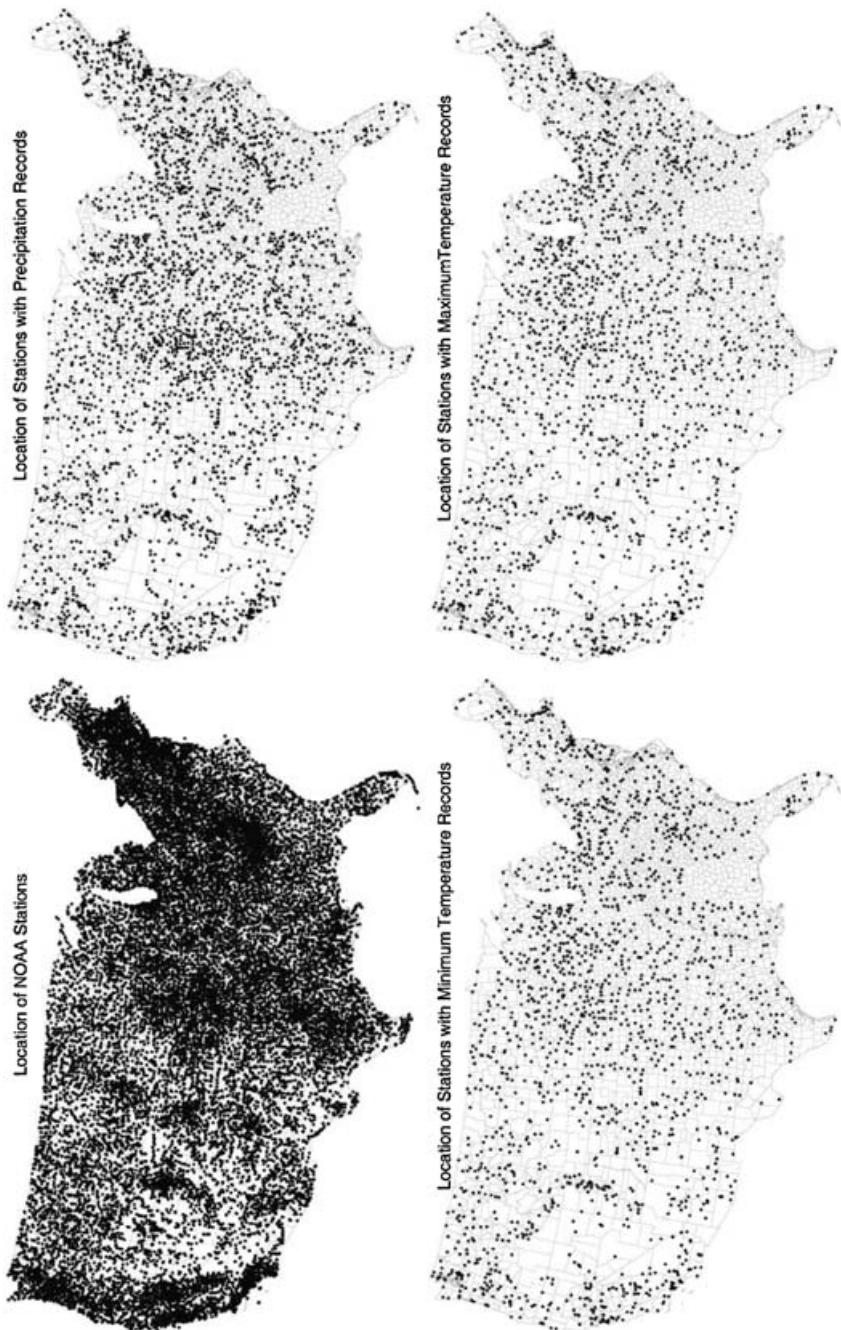 Location of NOAA Stations
Location of Stations with Precipitation Records
Location of Stations with Minimum Temperature Records
Location of Stations with MaximumTemperature Records